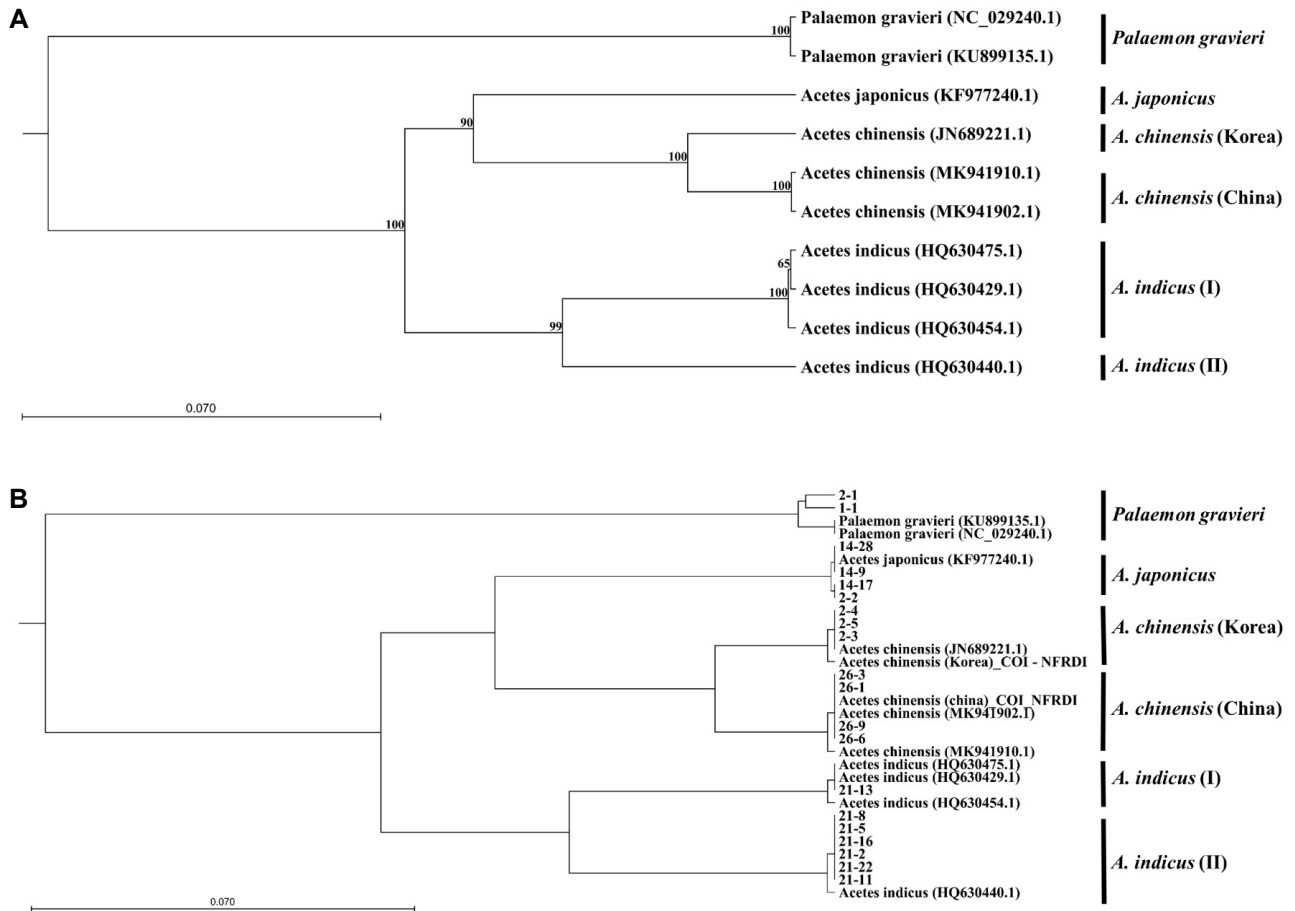 A
Palaemon gravieri (NC_029240.1)
100
Palaemon gravieri
Palaemon gravieri (KU899135.1)
Acetes japonicus (KF977240.1)
A. japonicus
90
Acetes chinensis (JN689221.1)
A. chinensis (Korea)
100
Acetes chinensis (MK941910.1)
100
A. chinensis (China)
Acetes chinensis (MK941902.1)
100
Acetes indicus (HQ630475.1)
65
Acetes indicus (HQ630429.1)
A. indicus (I)
100
Acetes indicus (HQ630454.1)
99
Acetes indicus (HQ630440.1)
A. indicus (II)
0.070
B
2-1
1-1
Palaemon gravieri
Palaemon gravieri (KU899135.1)
Palaemon gravieri (NC_029240.1)
14-28
Acetes japonicus (KF977240.1)
14-9
A. japonicus
14-17
2-2
2-4
2-5
A. chinensis (Korea)
2-3
Acetes chinensis (JN689221.1)
Acetes chinensis (Korea)_COI - NFRDI
26-3
26-1
Acetes chinensis (china)_COI_NFRDI
A. chinensis (China)
Acetes chinensis (MK941902.1)
26-9
26-6
Acetes chinensis (MK941910.1)
Acetes indicus (HQ630475.1)
Acetes indicus (HQ630429.1)
A. indicus (I)
21-13
Acetes indicus (HQ630454.1)
21-8
21-5
21-16
21-2
A. indicus (II)
21-22
21-11
Acetes indicus (HQ630440.1)
0.070